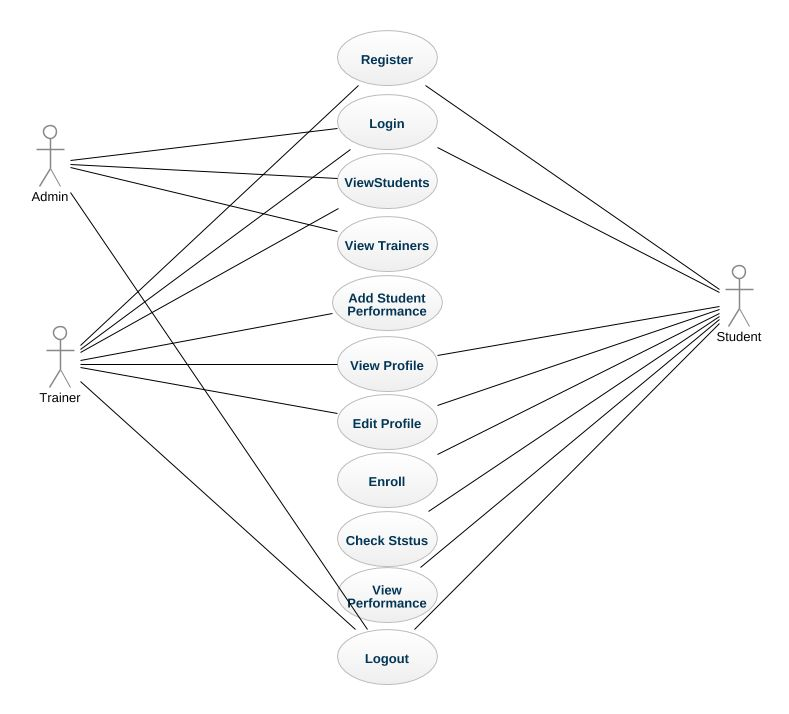 Register
Login
Admin
ViewStudents
View Trainers
Add Student
Performance
Student
View Profile
Trainer
Edit Profile
Enroll
Check Ststus
View
Performance
Logout